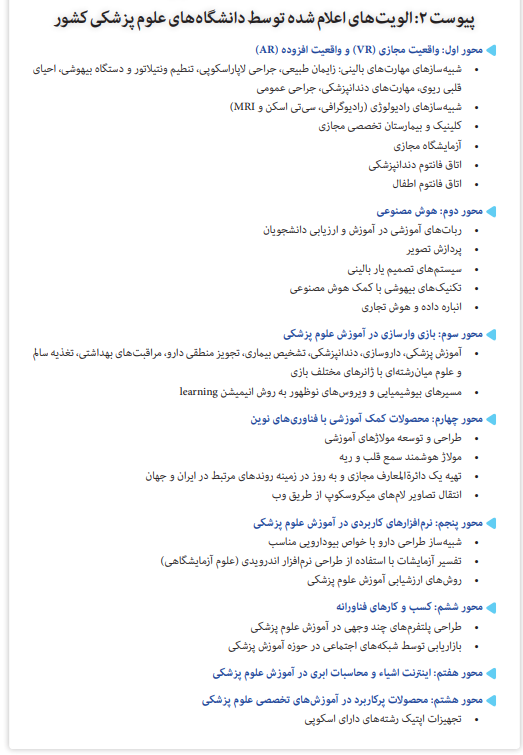 پیوست ۲: الویت‌های اعلام شده توسط دانشگاه‌های علوم پزشکی کشور
محور اول: واقعیت مجازی (VR) و واقعیت افزوده (AR)
• شبیه‌سازهای مهارت‌های بالینی: زایمان طبیعی، جراحی لاپاراسکوپی، تنظیم ونتیلاتور و دستگاه بیهوشی، احیای
قلبی ریوی، مهارت‌های دندانپزشکی، جراحی عمومی
• شبیه‌سازهای رادیولوژی (رادیوگرافی، سی‌تی اسکن و MRI)
• کلینیک و بیمارستان تخصصی مجازی
• آزمایشگاه مجازی
• اتاق فانتوم دندانپزشکی
• اتاق فانتوم اطفال
محور دوم: هوش مصنوعی
• ربات‌های آموزشی در آموزش و ارزیابی دانشجویان
• پردازش تصویر
• سیستم‌های تصمیم یار بالینی
• تکنیک‌های بیهوشی با کمک هوش مصنوعی
• انباره داده و هوش تجاری
محور سوم: بازی وارسازی در آموزش علوم پزشکی
• آموزش پزشکی، داروسازی، دندانپزشکی، تشخیص بیماری، تجویز منطقی دارو، مراقبت‌های بهداشتی، تغذیه سالم
و علوم میان‌رشته‌ای با ژانرهای مختلف بازی
• مسیرهای بیوشیمیایی و ویروس‌های نوظهور به روش انیمیشن learning
محور چهارم: محصولات کمک آموزشی با فناوری‌های نوین
• طراحی و توسعه مولاژهای آموزشی
• مولاژ هوشمند سمع قلب و ریه
• تهیه یک دائرةالمعارف مجازی و به روز در زمینه روندهای مرتبط در ایران و جهان
• انتقال تصاویر لام‌های میکروسکوپ از طریق وب
محور پنجم: نرم‌افزارهای کاربردی در آموزش علوم پزشکی
• شبیه‌ساز طراحی دارو با خواص بیودارویی مناسب
• تفسیر آزمایشات با استفاده از طراحی نرم‌افزار اندرویدی (علوم آزمایشگاهی)
• روش‌های ارزشیابی آموزش علوم پزشکی
محور ششم: کسب و کارهای فناورانه
• طراحی پلتفرم‌های چند وجهی در آموزش علوم پزشکی
• بازاریابی توسط شبکه‌های اجتماعی در حوزه آموزش پزشکی
محور هفتم: اینترنت اشیاء و محاسبات ابری در آموزش علوم پزشکی
محور هشتم: محصولات پرکاربرد در آموزش‌های تخصصی علوم پزشکی
• تجهیزات اپتیک رشته‌های دارای اسکوپی